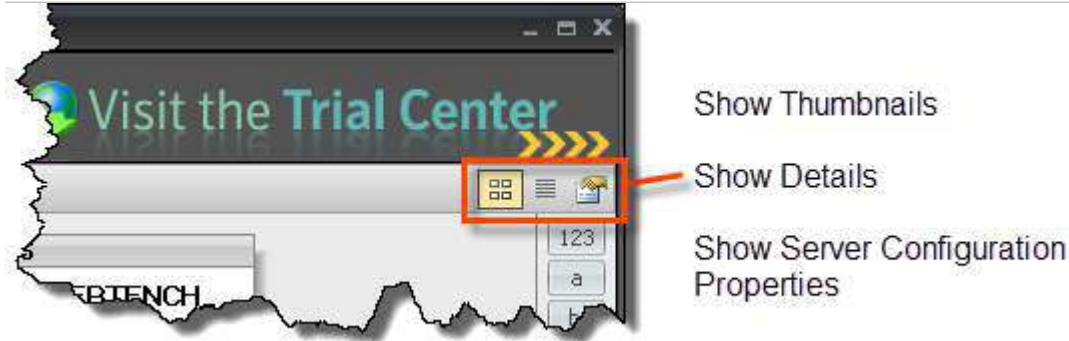 Visit the Trial Center
Show Thumbnails
Show Details
123
Show Server Configuration
Properties
a